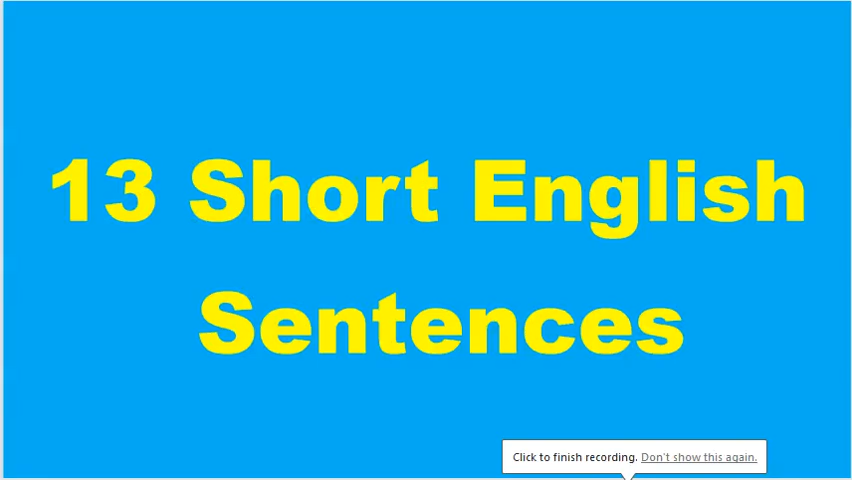 13 Short English
Sentences
Click to finish recording. Don't show this again.